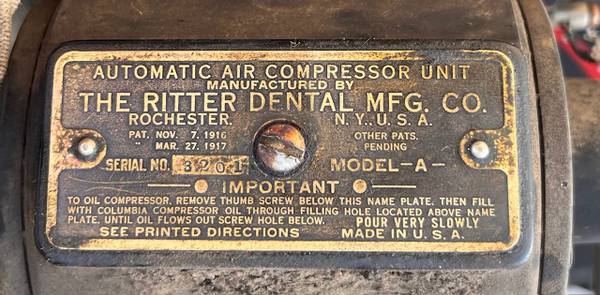 AUTOMATIC AIR COMPRESSOR UNIT
MANUFACTURED BY
THE RITTER DENTAL MFG. CO.
ROCHESTER. N.Y., U.S.A.
PAT. NOV. 7, 1916 OTHER PATS.
" MAR. 27, 1917 PENDING
SERIAL NO. 3201 MODEL-A-
IMPORTANT
TO OIL COMPRESSOR, REMOVE THUMB SCREW BELOW THIS NAME PLATE. THEN FILL
WITH COLUMBIA COMPRESSOR OIL THROUGH FILLING HOLE LOCATED ABOVE NAME
PLATE, UNTIL OIL FLOWS OUT SCREW HOLE BELOW. POUR VERY SLOWLY
SEE PRINTED DIRECTIONS MADE IN U.S.A.